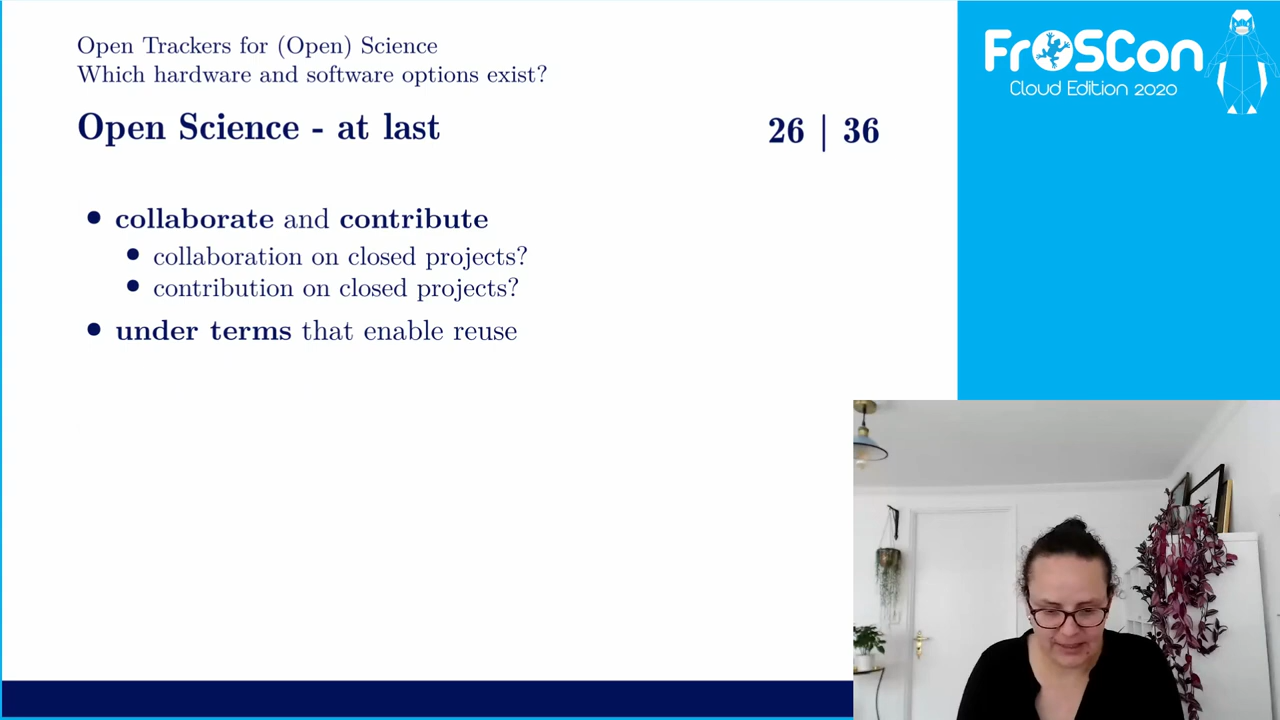 Open Trackers for (Open) Science
Which hardware and software options exist?
Open Science - at last
26 | 36
collaborate and contribute
collaboration on closed projects?
contribution on closed projects?
under terms that enable reuse
FrOSCon
Cloud Edition 2020